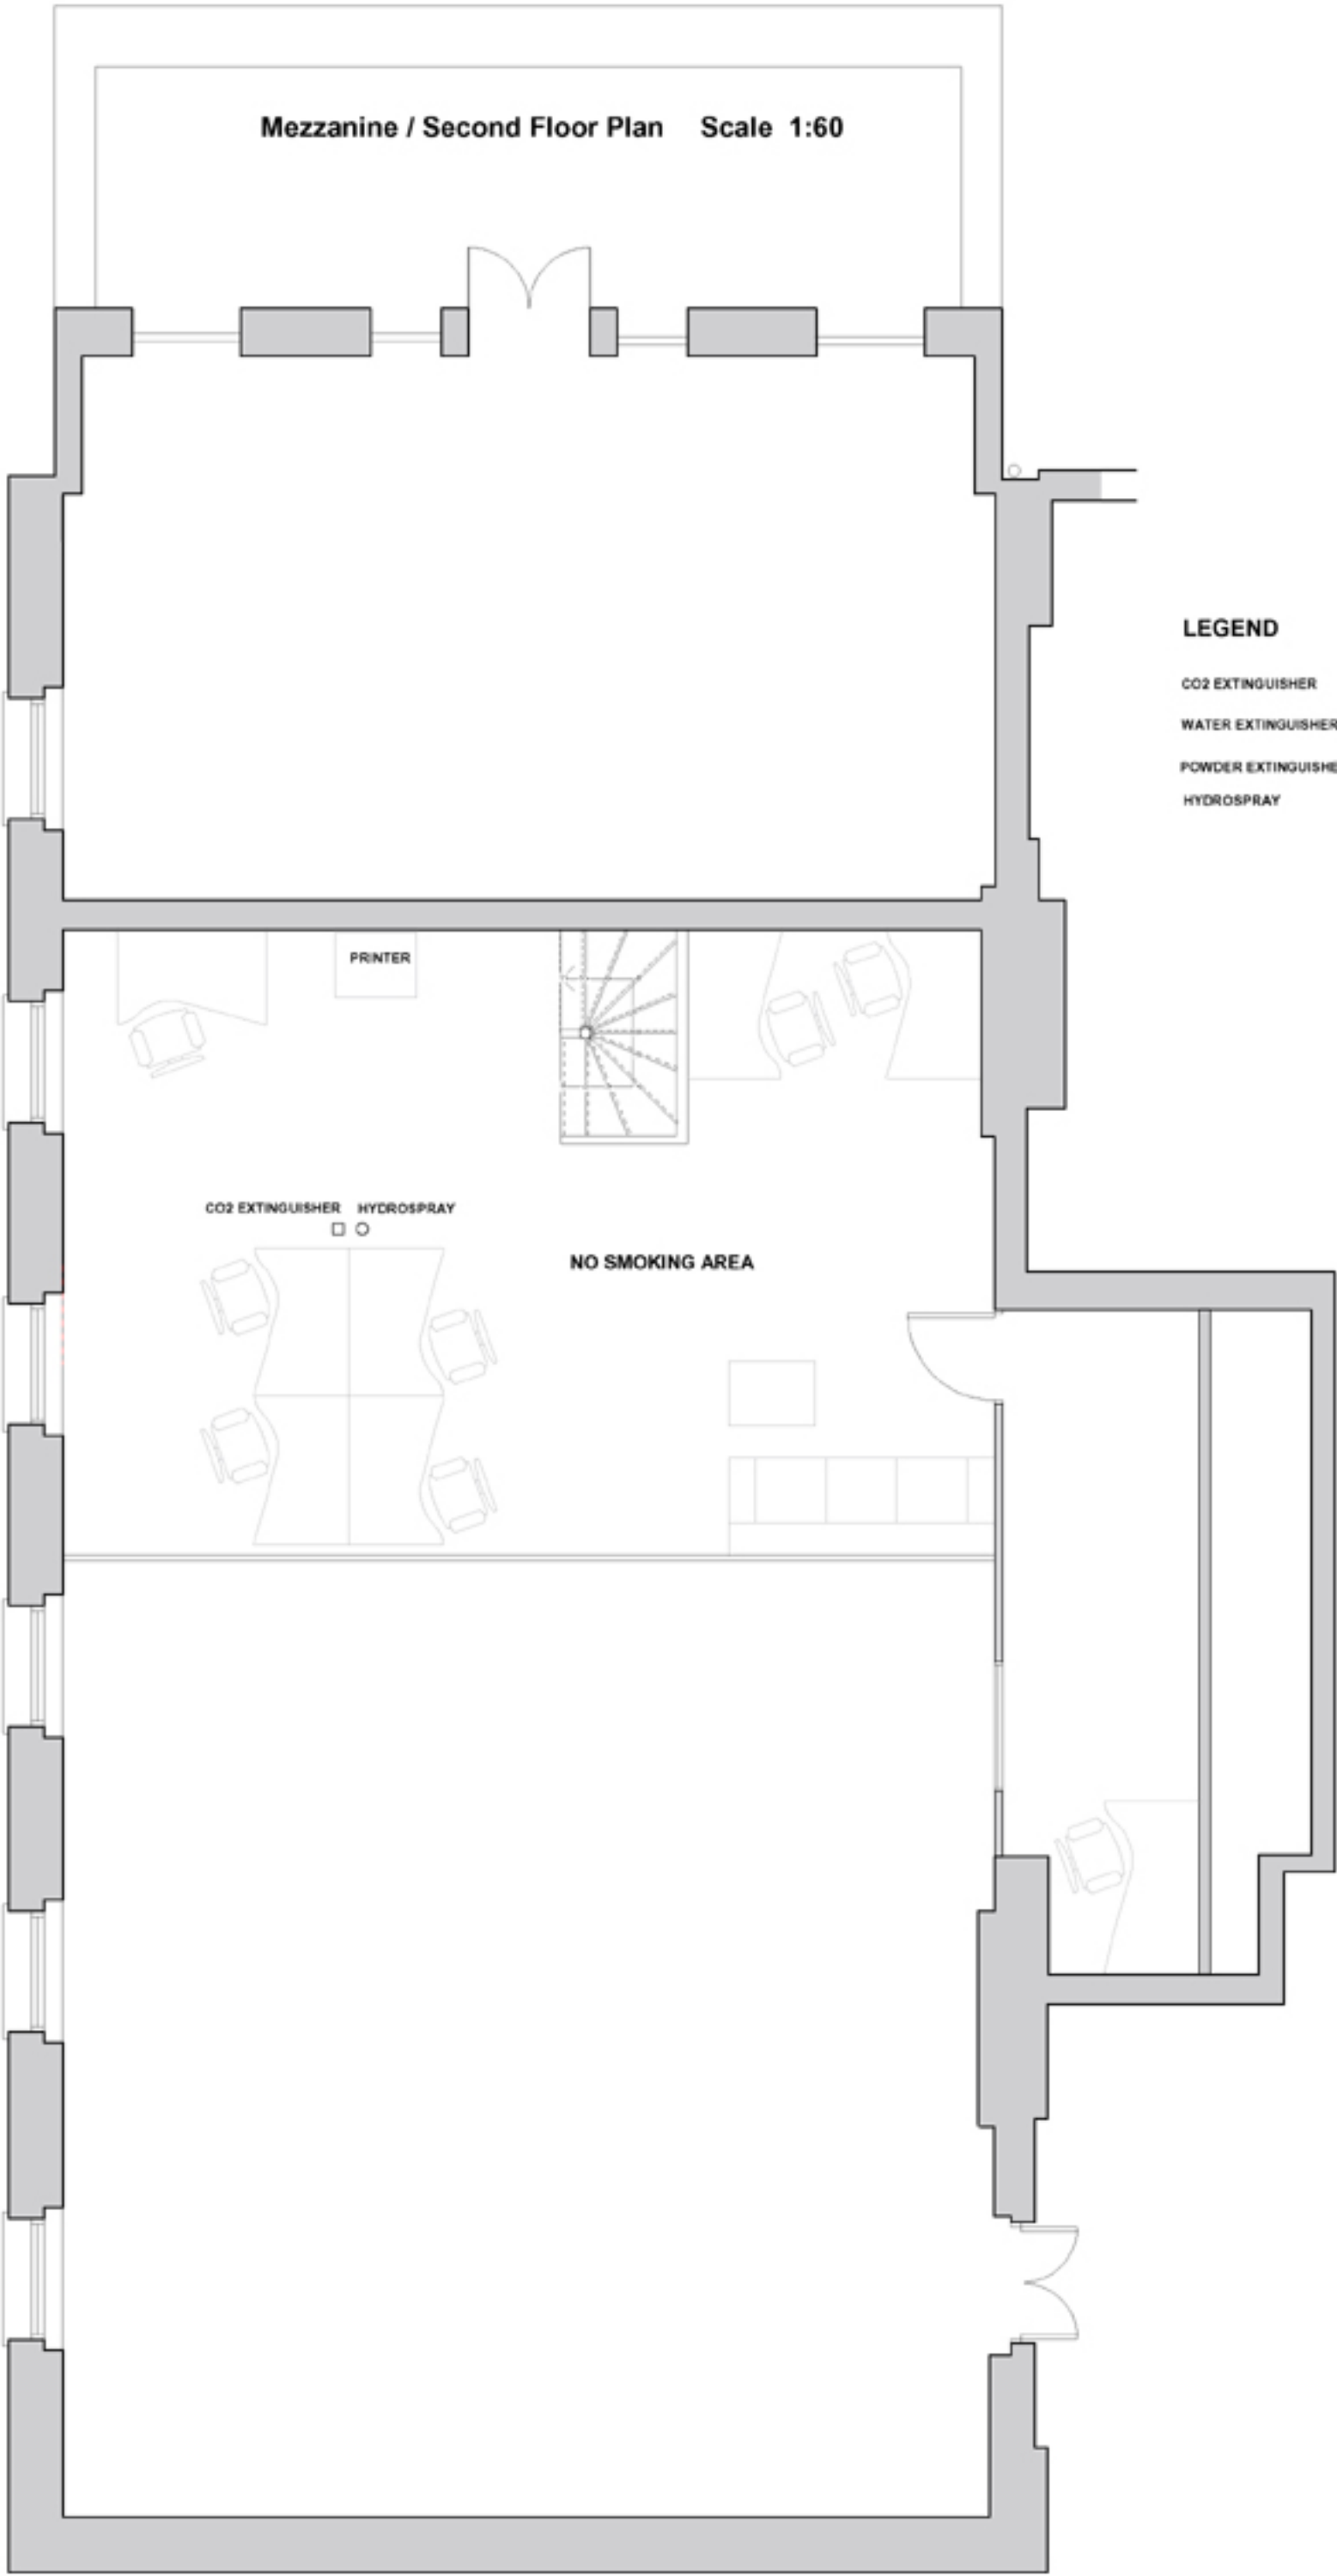 Mezzanine / Second Floor Plan Scale 1:60
LEGEND
CO2 EXTINGUISHER
WATER EXTINGUISHER
POWDER EXTINGUISHE
HYDROSPRAY
PRINTER
CO2 EXTINGUISHER HYDROSPRAY
NO SMOKING AREA